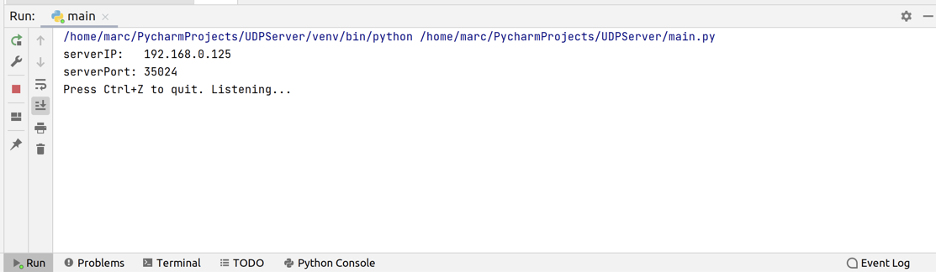 Run: main
/home/marc/PycharmProjects/UDPServer/venv/bin/python /home/marc/PycharmProjects/UDPServer/main.py
serverIP:   192.168.0.125
serverPort: 35024
Press Ctrl+Z to quit. Listening...
Run Problems Terminal TODO Python Console Event Log